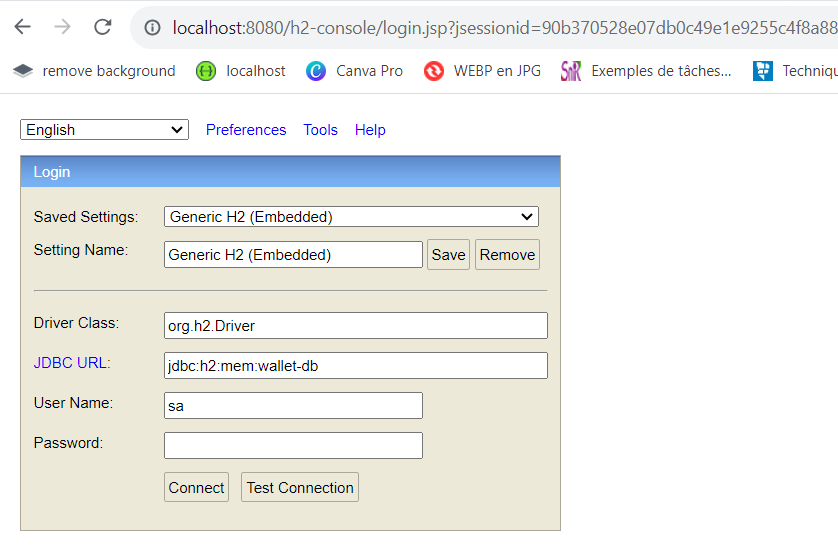 localhost:8080/h2-console/login.jsp?jsessionid=90b370528e07db0c49e1e9255c4f8a88
remove background localhost Canva Pro WEBP en JPG SnR Exemples de tâches... Techniqu
English Preferences Tools Help
Login
Saved Settings: Generic H2 (Embedded)
Setting Name: Generic H2 (Embedded) Save Remove
Driver Class: org.h2.Driver
JDBC URL: jdbc:h2:mem:wallet-db
User Name: sa
Password:
Connect Test Connection